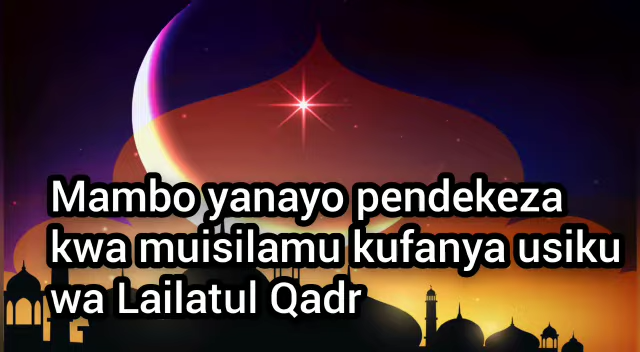 Mambo yanayo pendekeza
kwa muisilamu kufanya usiku
wa Lailatul Qadr